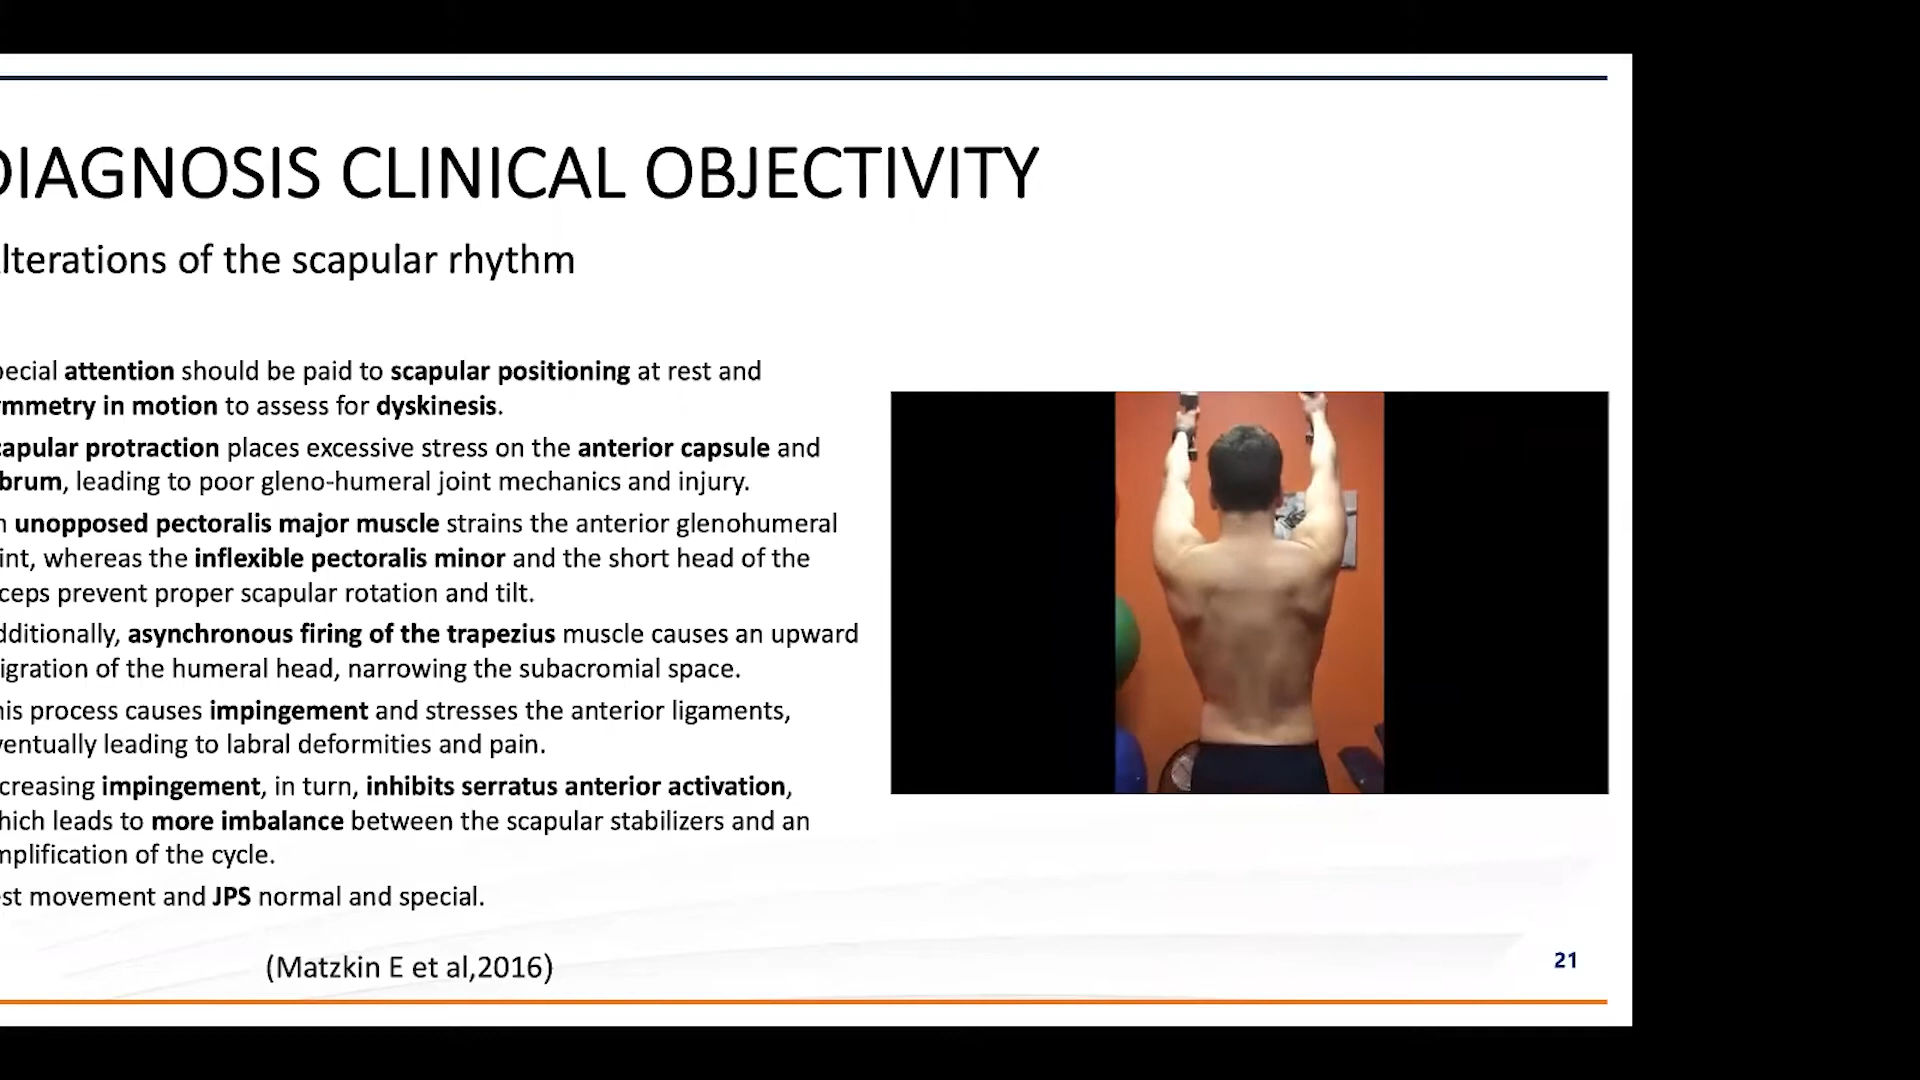 DIAGNOSIS CLINICAL OBJECTIVITY
lterations of the scapular rhythm
pecial attention should be paid to scapular positioning at rest and
mmetry in motion to assess for dyskinesis.
capular protraction places excessive stress on the anterior capsule and
brum, leading to poor gleno-humeral joint mechanics and injury.
n unopposed pectoralis major muscle strains the anterior glenohumeral
int, whereas the inflexible pectoralis minor and the short head of the
ceps prevent proper scapular rotation and tilt.
dditionally, asynchronous firing of the trapezius muscle causes an upward
igration of the humeral head, narrowing the subacromial space.
his process causes impingement and stresses the anterior ligaments,
ventually leading to labral deformities and pain.
creasing impingement, in turn, inhibits serratus anterior activation,
hich leads to more imbalance between the scapular stabilizers and an
mplification of the cycle.
est movement and JPS normal and special.
(Matzkin E et al,2016)
21